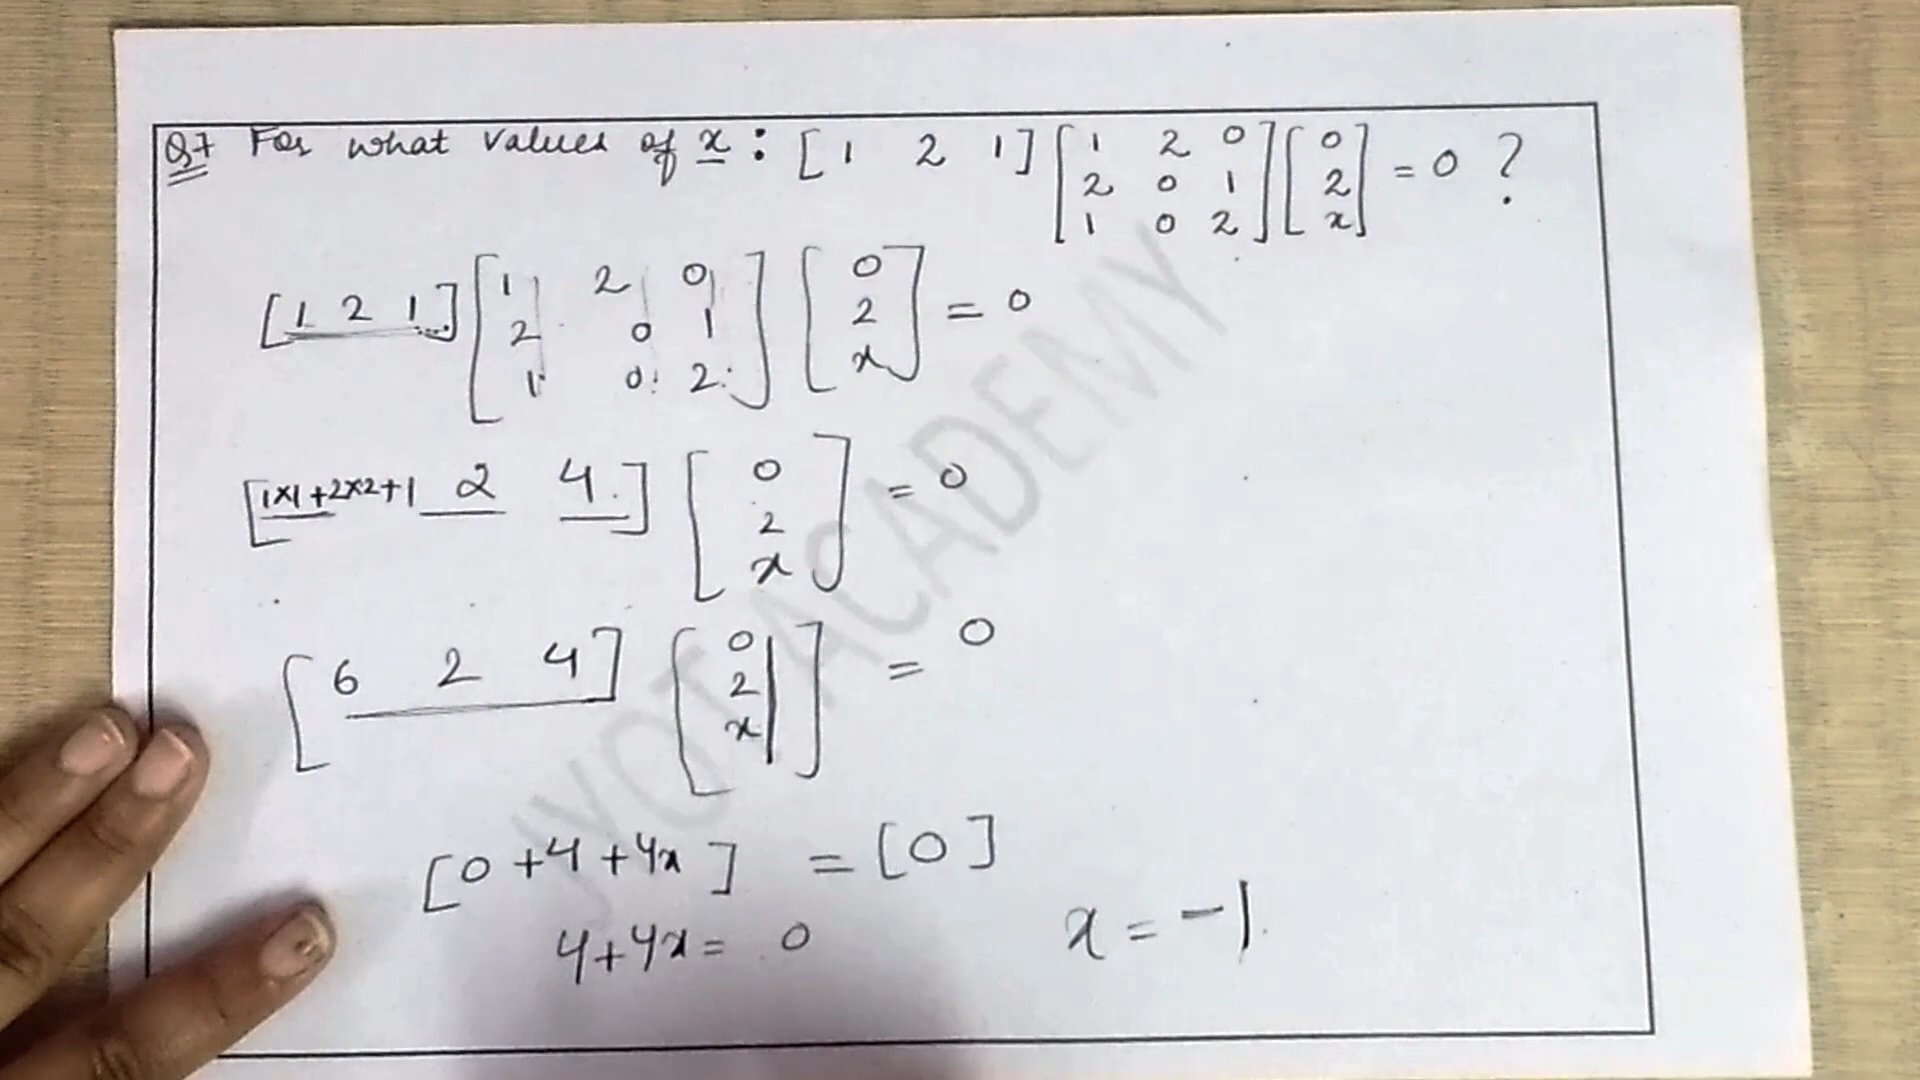 Q7 For what values of x : [ 1 2 1 ] [ 1 2 0 ] [ 0 ] = 0 ?
[ 2 0 1 ] [ 2 ]
[ 1 0 2 ] [ x ]
[ 1 2 1 ] [ 1 2 0 ] [ 0 ] = 0
[ 2 0 1 ] [ 2 ]
[ 1 0 2 ] [ x ]
[ 1×1+2×2+1 2 4 ] [ 0 ] = 0
[ 2 ]
[ x ]
[ 6 2 4 ] [ 0 ] = 0
[ 2 ]
[ x ]
[ 0 + 4 + 4x ] = [ 0 ]
4+4x = 0 x = -1
JYOT ACADEMY